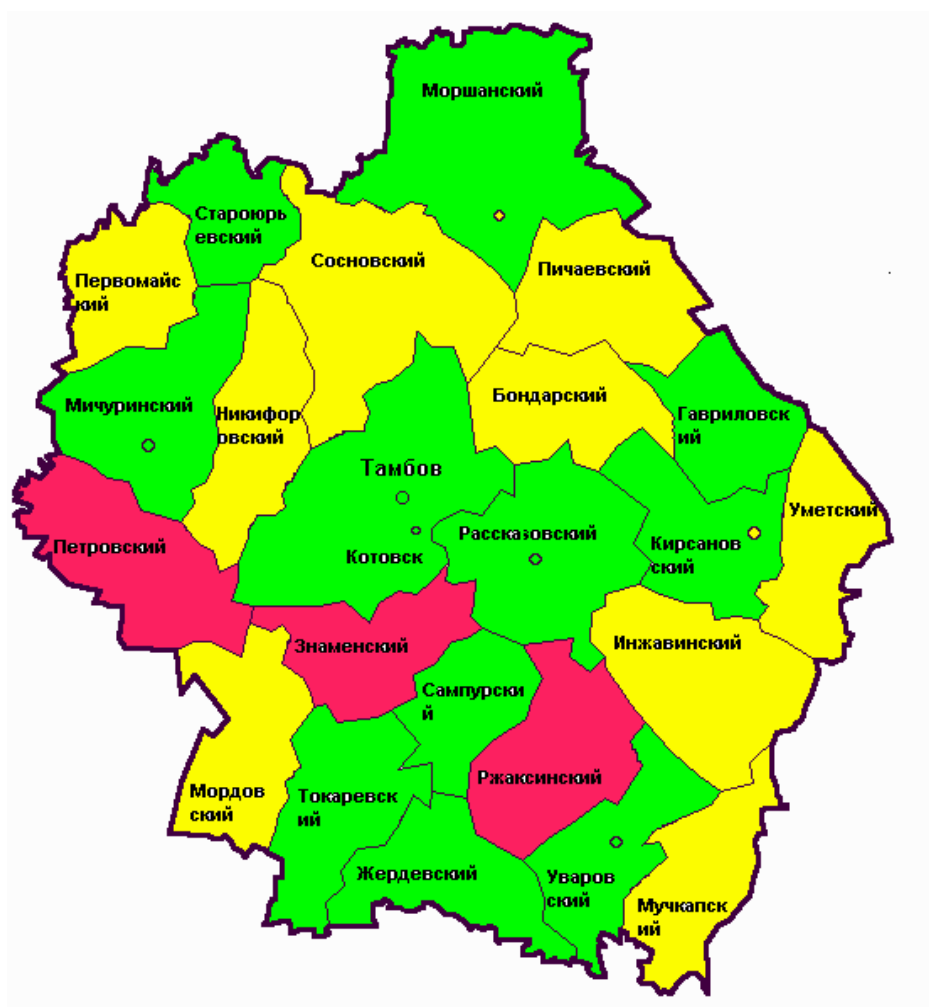 Моршанский
Староюрь
евский
Сосновский
Пичаевский
Первомайс
кий
Мичуринский
Никифор
овский
Бондарский
Гавриловск
ий
Тамбов
Уметский
Петровский
Котовск
Рассказовский
Кирсанов
ский
Знаменский
Инжавинский
Сампурски
й
Ржаксинский
Мордов
ский
Токаревск
ий
Жердевский
Уваров
ский
Мучкапск
ий